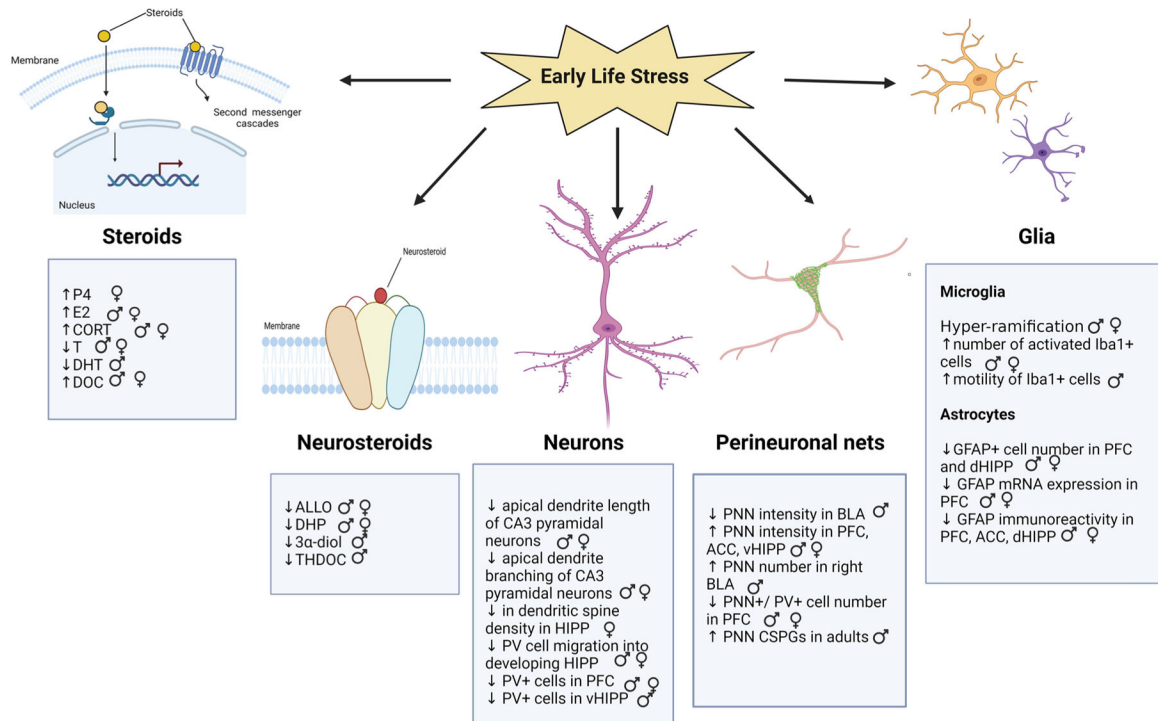 Early Life Stress
Steroids
Membrane
Second messenger
cascades
Nucleus
Steroids
↑P4 ♀
↑E2 ♂ ♀
↑CORT ♂ ♀
↓T ♂ ♀
↓DHT ♂
↑DOC ♂ ♀
Neurosteroid
Membrane
Neurosteroids
↓ALLO ♂ ♀
↓DHP ♂ ♀
↓3α-diol ♂
↓THDOC ♂
Neurons
↓ apical dendrite length
of CA3 pyramidal
neurons ♂ ♀
↓ apical dendrite
branching of CA3
pyramidal neurons ♂ ♀
↓ in dendritic spine
density in HIPP ♀
↓ PV cell migration into
developing HIPP ♂ ♀
↓ PV+ cells in PFC ♂ ♀
↓ PV+ cells in vHIPP ♂
Perineuronal nets
↓ PNN intensity in BLA ♂
↑ PNN intensity in PFC,
ACC, vHIPP ♂ ♀
↑ PNN number in right
BLA ♂
↓ PNN+/ PV+ cell number
in PFC ♂ ♀
↑ PNN CSPGs in adults ♂
Glia
Microglia
Hyper-ramification ♂ ♀
↑number of activated Iba1+
cells ♂ ♀
↑motility of Iba1+ cells ♂
Astrocytes
↓GFAP+ cell number in PFC
and dHIPP ♂ ♀
↓ GFAP mRNA expression in
PFC ♂ ♀
↓ GFAP immunoreactivity in
PFC, ACC, dHIPP ♂ ♀